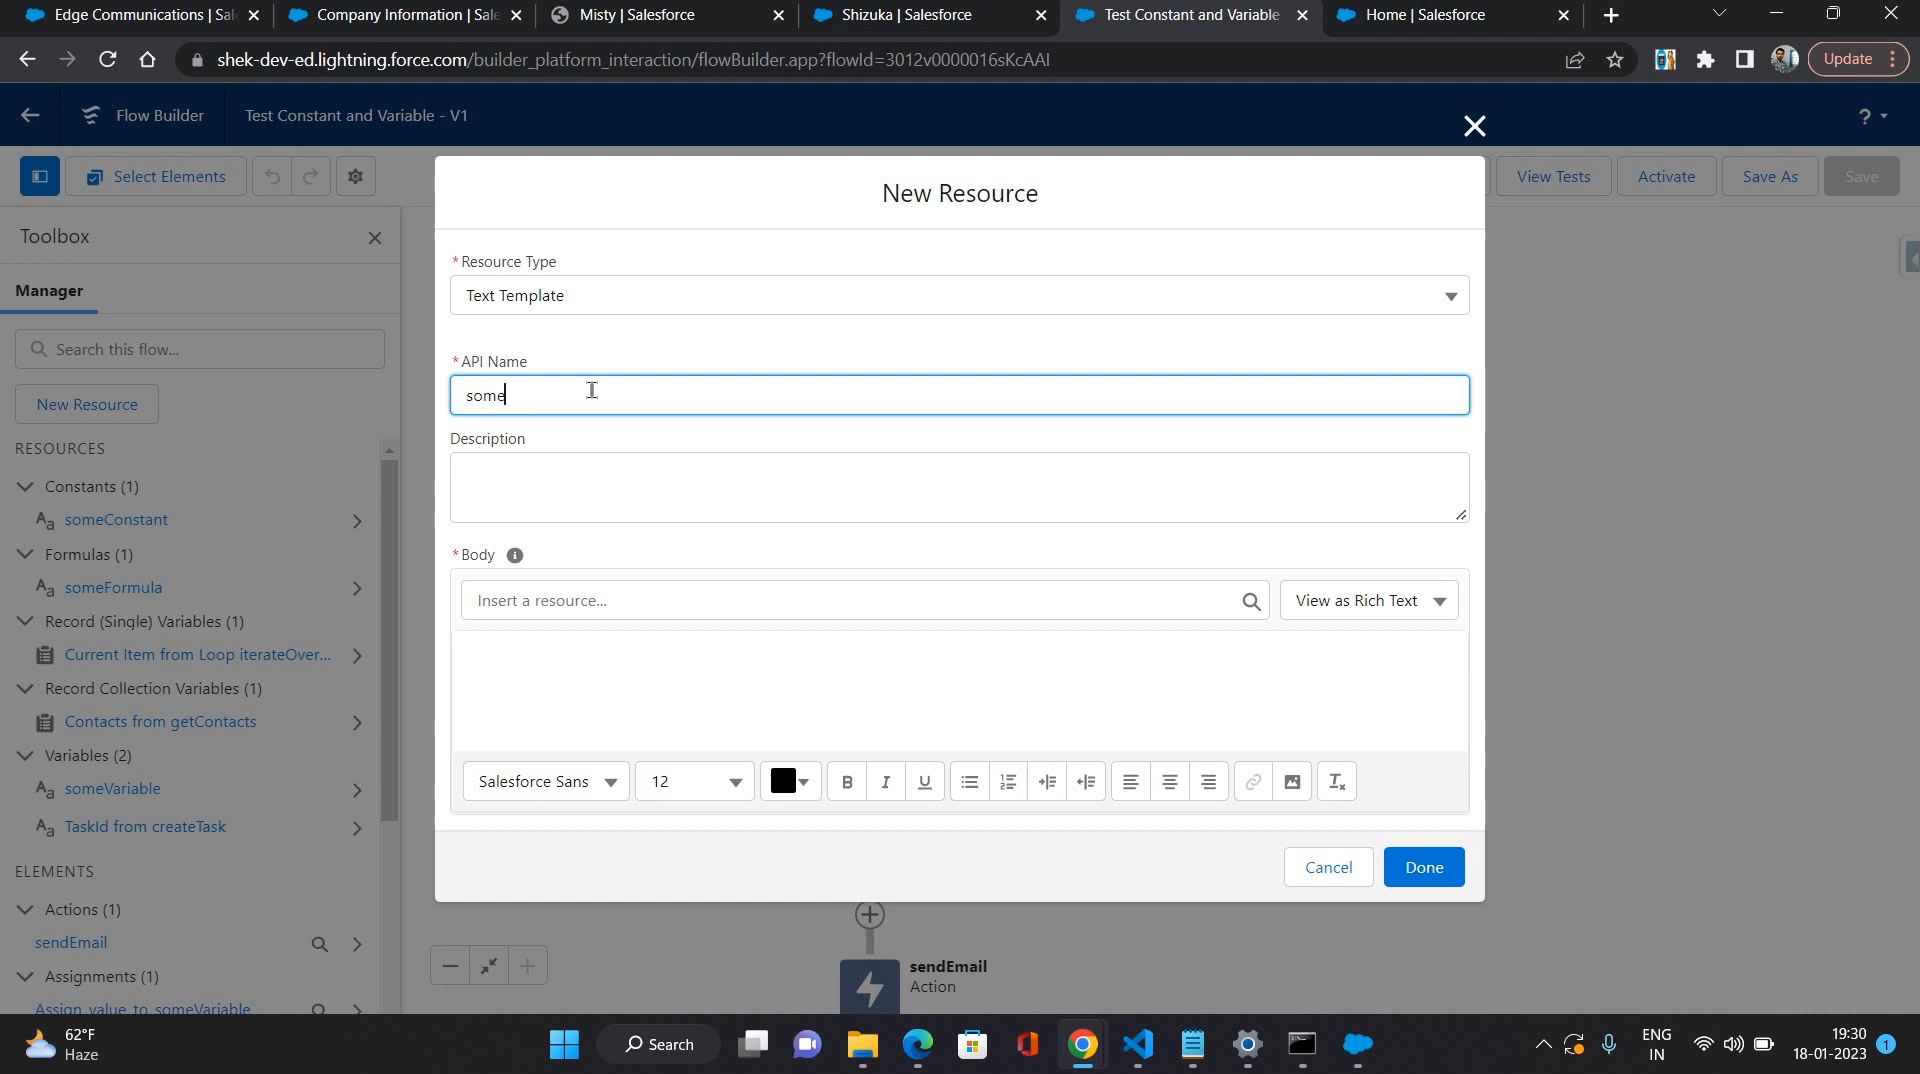 Edge Communications | Sal
Company Information | Sale
Misty | Salesforce
Shizuka | Salesforce
Test Constant and Variable
Home | Salesforce
shek-dev-ed.lightning.force.com/builder_platform_interaction/flowBuilder.app?flowId=3012v0000016sKcAAI
Update
Flow Builder
Test Constant and Variable - V1
?
Select Elements
View Tests
Activate
Save As
Save
Toolbox
Manager
Search this flow...
New Resource
RESOURCES
Constants (1)
Aa someConstant
Formulas (1)
Aa someFormula
Record (Single) Variables (1)
Current Item from Loop iterateOver...
Record Collection Variables (1)
Contacts from getContacts
Variables (2)
Aa someVariable
Aa TaskId from createTask
ELEMENTS
Actions (1)
sendEmail
Assignments (1)
Assign value to someVariable
New Resource
* Resource Type
Text Template
* API Name
some
Description
* Body
Insert a resource...
View as Rich Text
Salesforce Sans
12
B I U
Cancel
Done
sendEmail
Action
62°F
Haze
Search
ENG
IN
19:30
18-01-2023
1